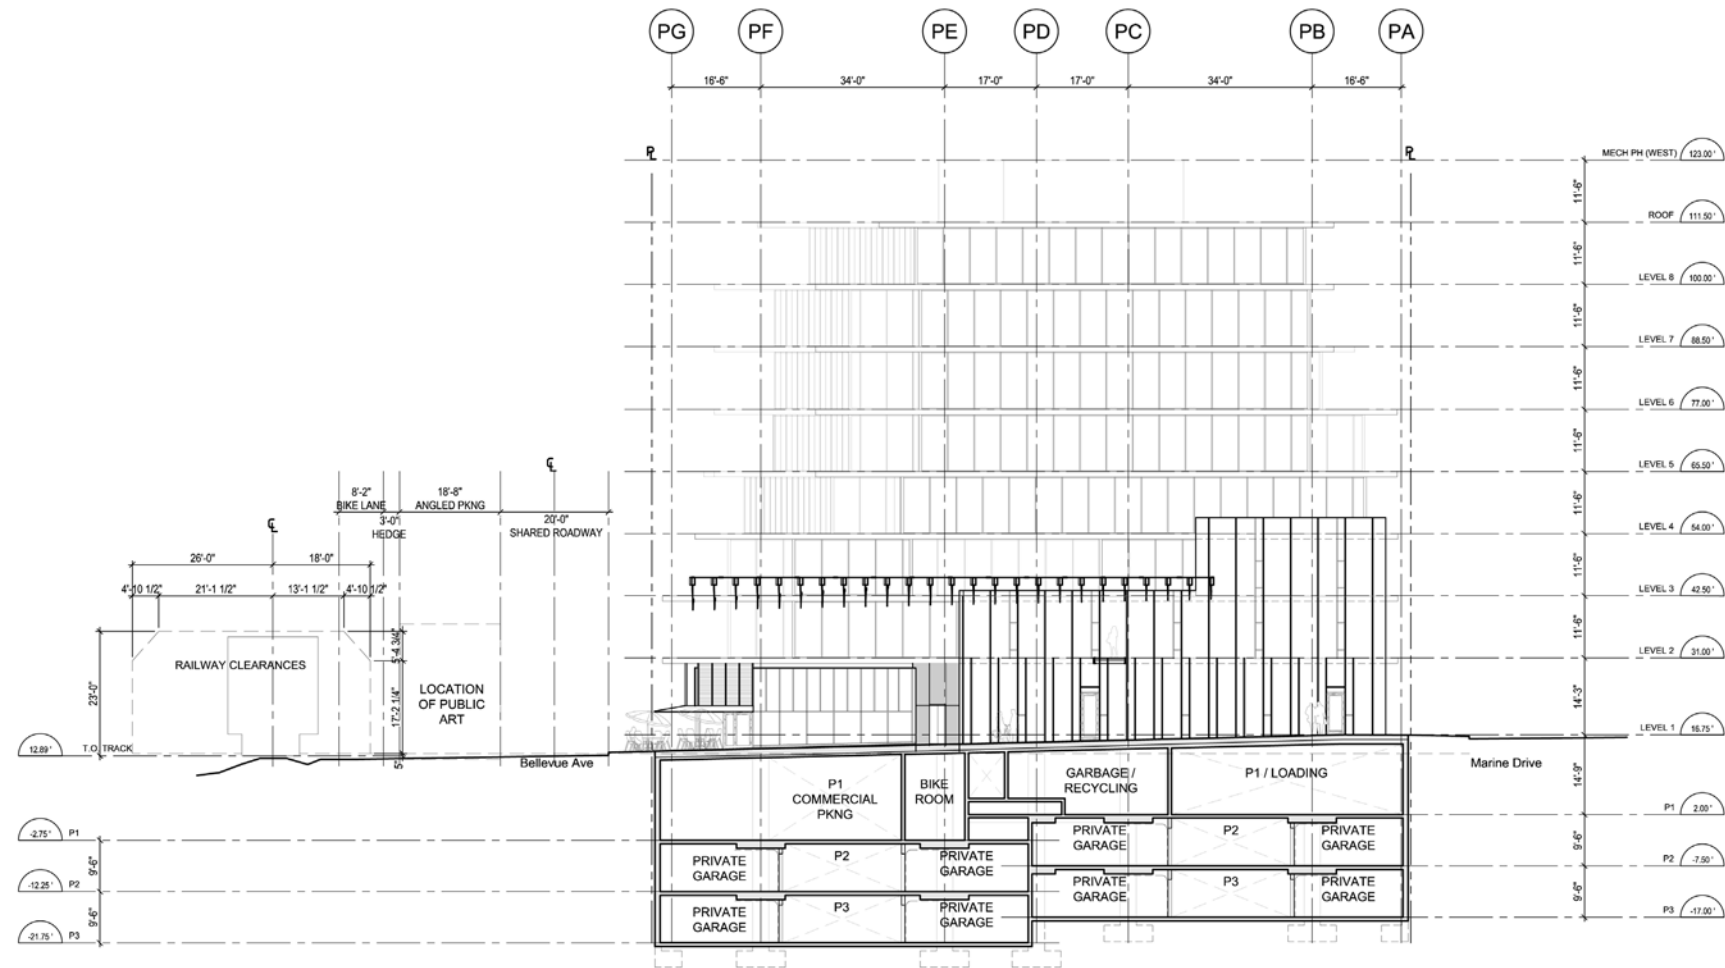 PG PF PE PD PC PB PA
16'-6" 34'-0" 17'-0" 17'-0" 34'-0" 16'-6"
MECH PH (WEST) 123.00'
11'-6"
ROOF 111.50'
11'-6"
LEVEL 8 100.00'
11'-6"
LEVEL 7 88.50'
11'-6"
LEVEL 6 77.00'
11'-6"
LEVEL 5 65.50'
11'-6"
LEVEL 4 54.00'
11'-6"
LEVEL 3 42.50'
11'-6"
LEVEL 2 31.00'
14'-3"
LEVEL 1 16.75'
14'-9"
P1 2.00'
9'-6"
P2 -7.50'
9'-6"
P3 -17.00'
8'-2"
BIKE LANE
18'-8"
ANGLED PKNG
3'-0"
HEDGE
20'-0"
SHARED ROADWAY
26'-0" 18'-0"
4'-10 1/2" 21'-1 1/2" 13'-1 1/2" 4'-10 1/2"
RAILWAY CLEARANCES
23'-0"
5'-4 3/4"
17'-2 1/4"
5"
LOCATION
OF PUBLIC
ART
12.89' T.O. TRACK
Bellevue Ave
Marine Drive
P1
COMMERCIAL
PKNG
BIKE
ROOM
GARBAGE /
RECYCLING
P1 / LOADING
PRIVATE
GARAGE
P2
PRIVATE
GARAGE
PRIVATE
GARAGE
P2
PRIVATE
GARAGE
PRIVATE
GARAGE
P3
PRIVATE
GARAGE
PRIVATE
GARAGE
P3
PRIVATE
GARAGE
-2.75' P1
9'-6"
-12.25' P2
9'-6"
-21.75' P3